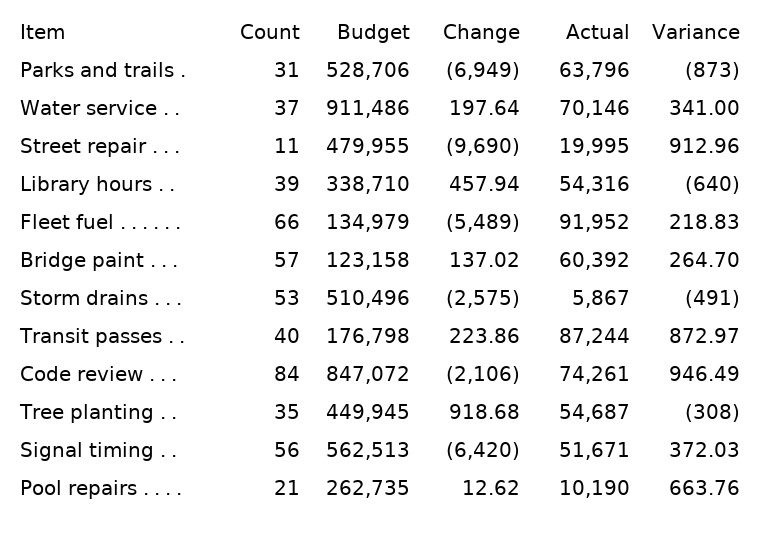 Item Count Budget Change Actual Variance
Parks and trails . 31 528,706 (6,949) 63,796 (873)
Water service . . 37 911,486 197.64 70,146 341.00
Street repair . . . 11 479,955 (9,690) 19,995 912.96
Library hours . . 39 338,710 457.94 54,316 (640)
Fleet fuel . . . . . . 66 134,979 (5,489) 91,952 218.83
Bridge paint . . . 57 123,158 137.02 60,392 264.70
Storm drains . . . 53 510,496 (2,575) 5,867 (491)
Transit passes . . 40 176,798 223.86 87,244 872.97
Code review . . . 84 847,072 (2,106) 74,261 946.49
Tree planting . . 35 449,945 918.68 54,687 (308)
Signal timing . . 56 562,513 (6,420) 51,671 372.03
Pool repairs . . . . 21 262,735 12.62 10,190 663.76